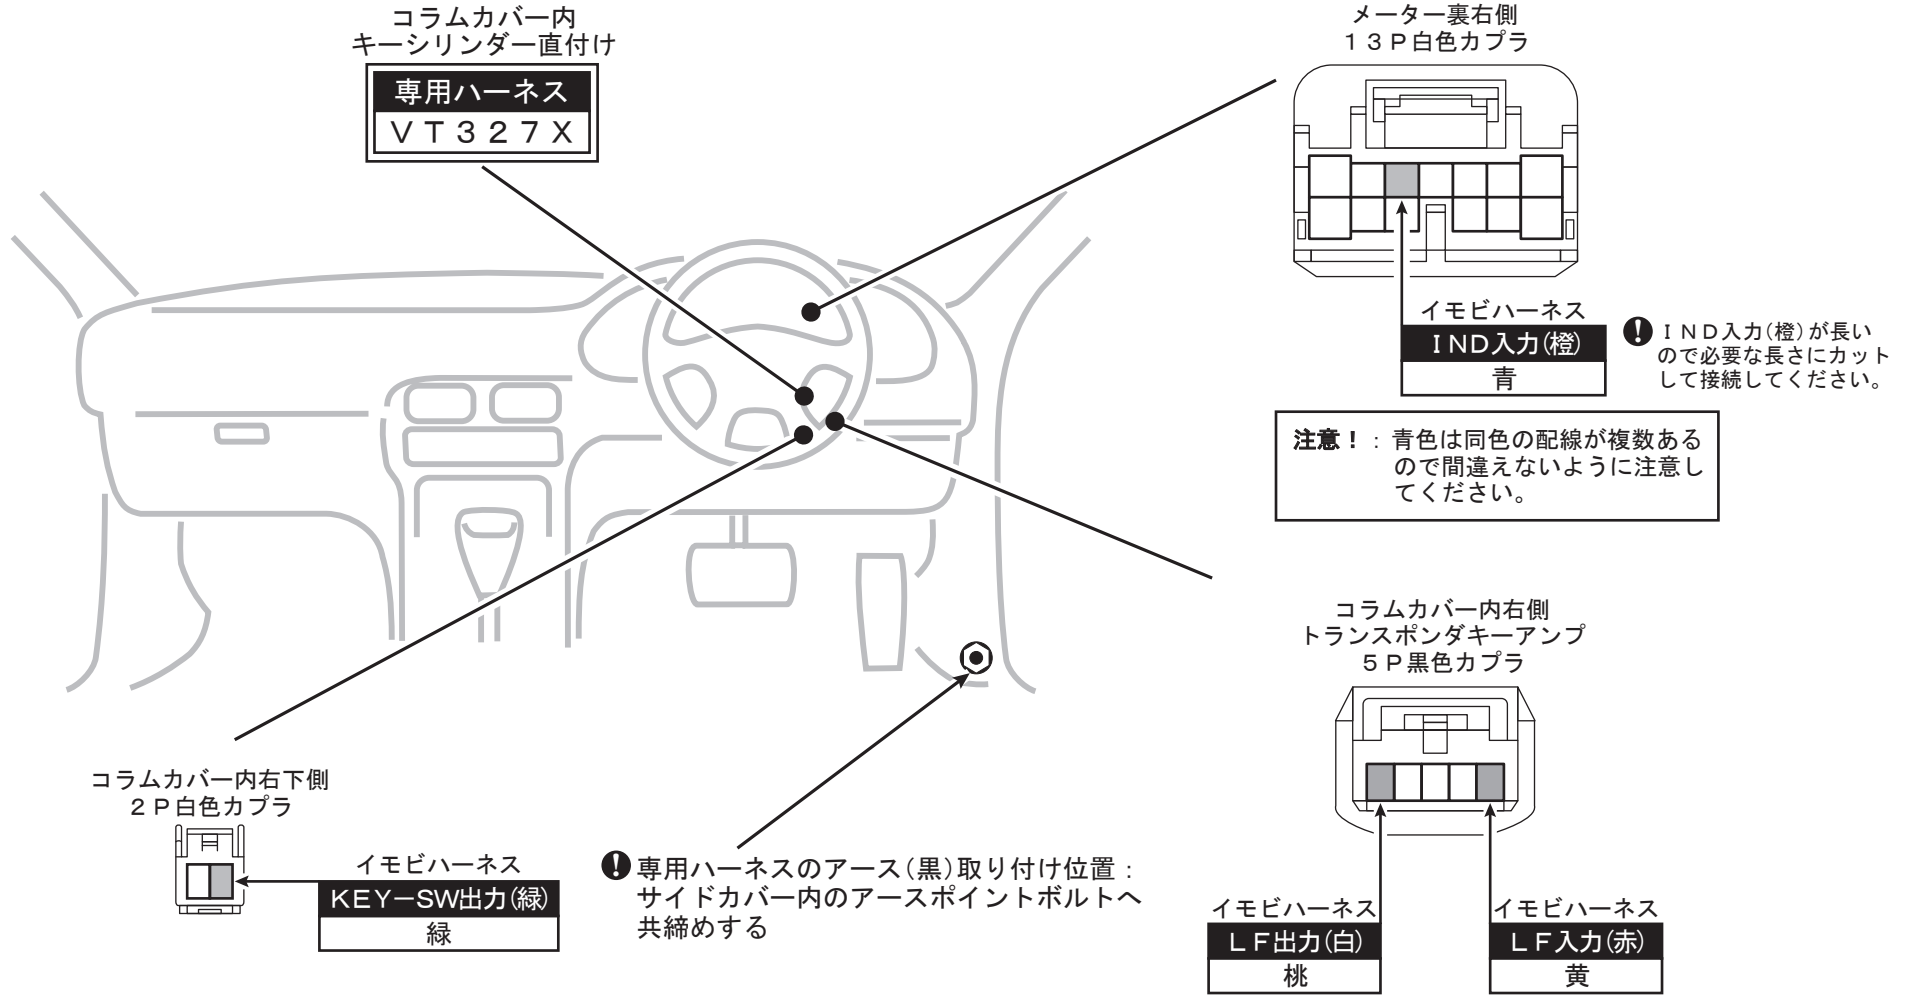 コラムカバー内
キーシリンダー直付け
専用ハーネス
ＶＴ３２７Ｘ
メーター裏右側
１３Ｐ白色カプラ
イモビハーネス
ＩＮＤ入力(橙)
青
ＩＮＤ入力(橙)が長い
ので必要な長さにカット
して接続してください。
注意！：青色は同色の配線が複数ある
ので間違えないように注意し
てください。
コラムカバー内右側
トランスポンダキーアンプ
５Ｐ黒色カプラ
イモビハーネス
ＬＦ出力(白)
桃
イモビハーネス
ＬＦ入力(赤)
黄
コラムカバー内右下側
２Ｐ白色カプラ
イモビハーネス
ＫＥＹ－ＳＷ出力(緑)
緑
専用ハーネスのアース(黒)取り付け位置：
サイドカバー内のアースポイントボルトへ
共締めする